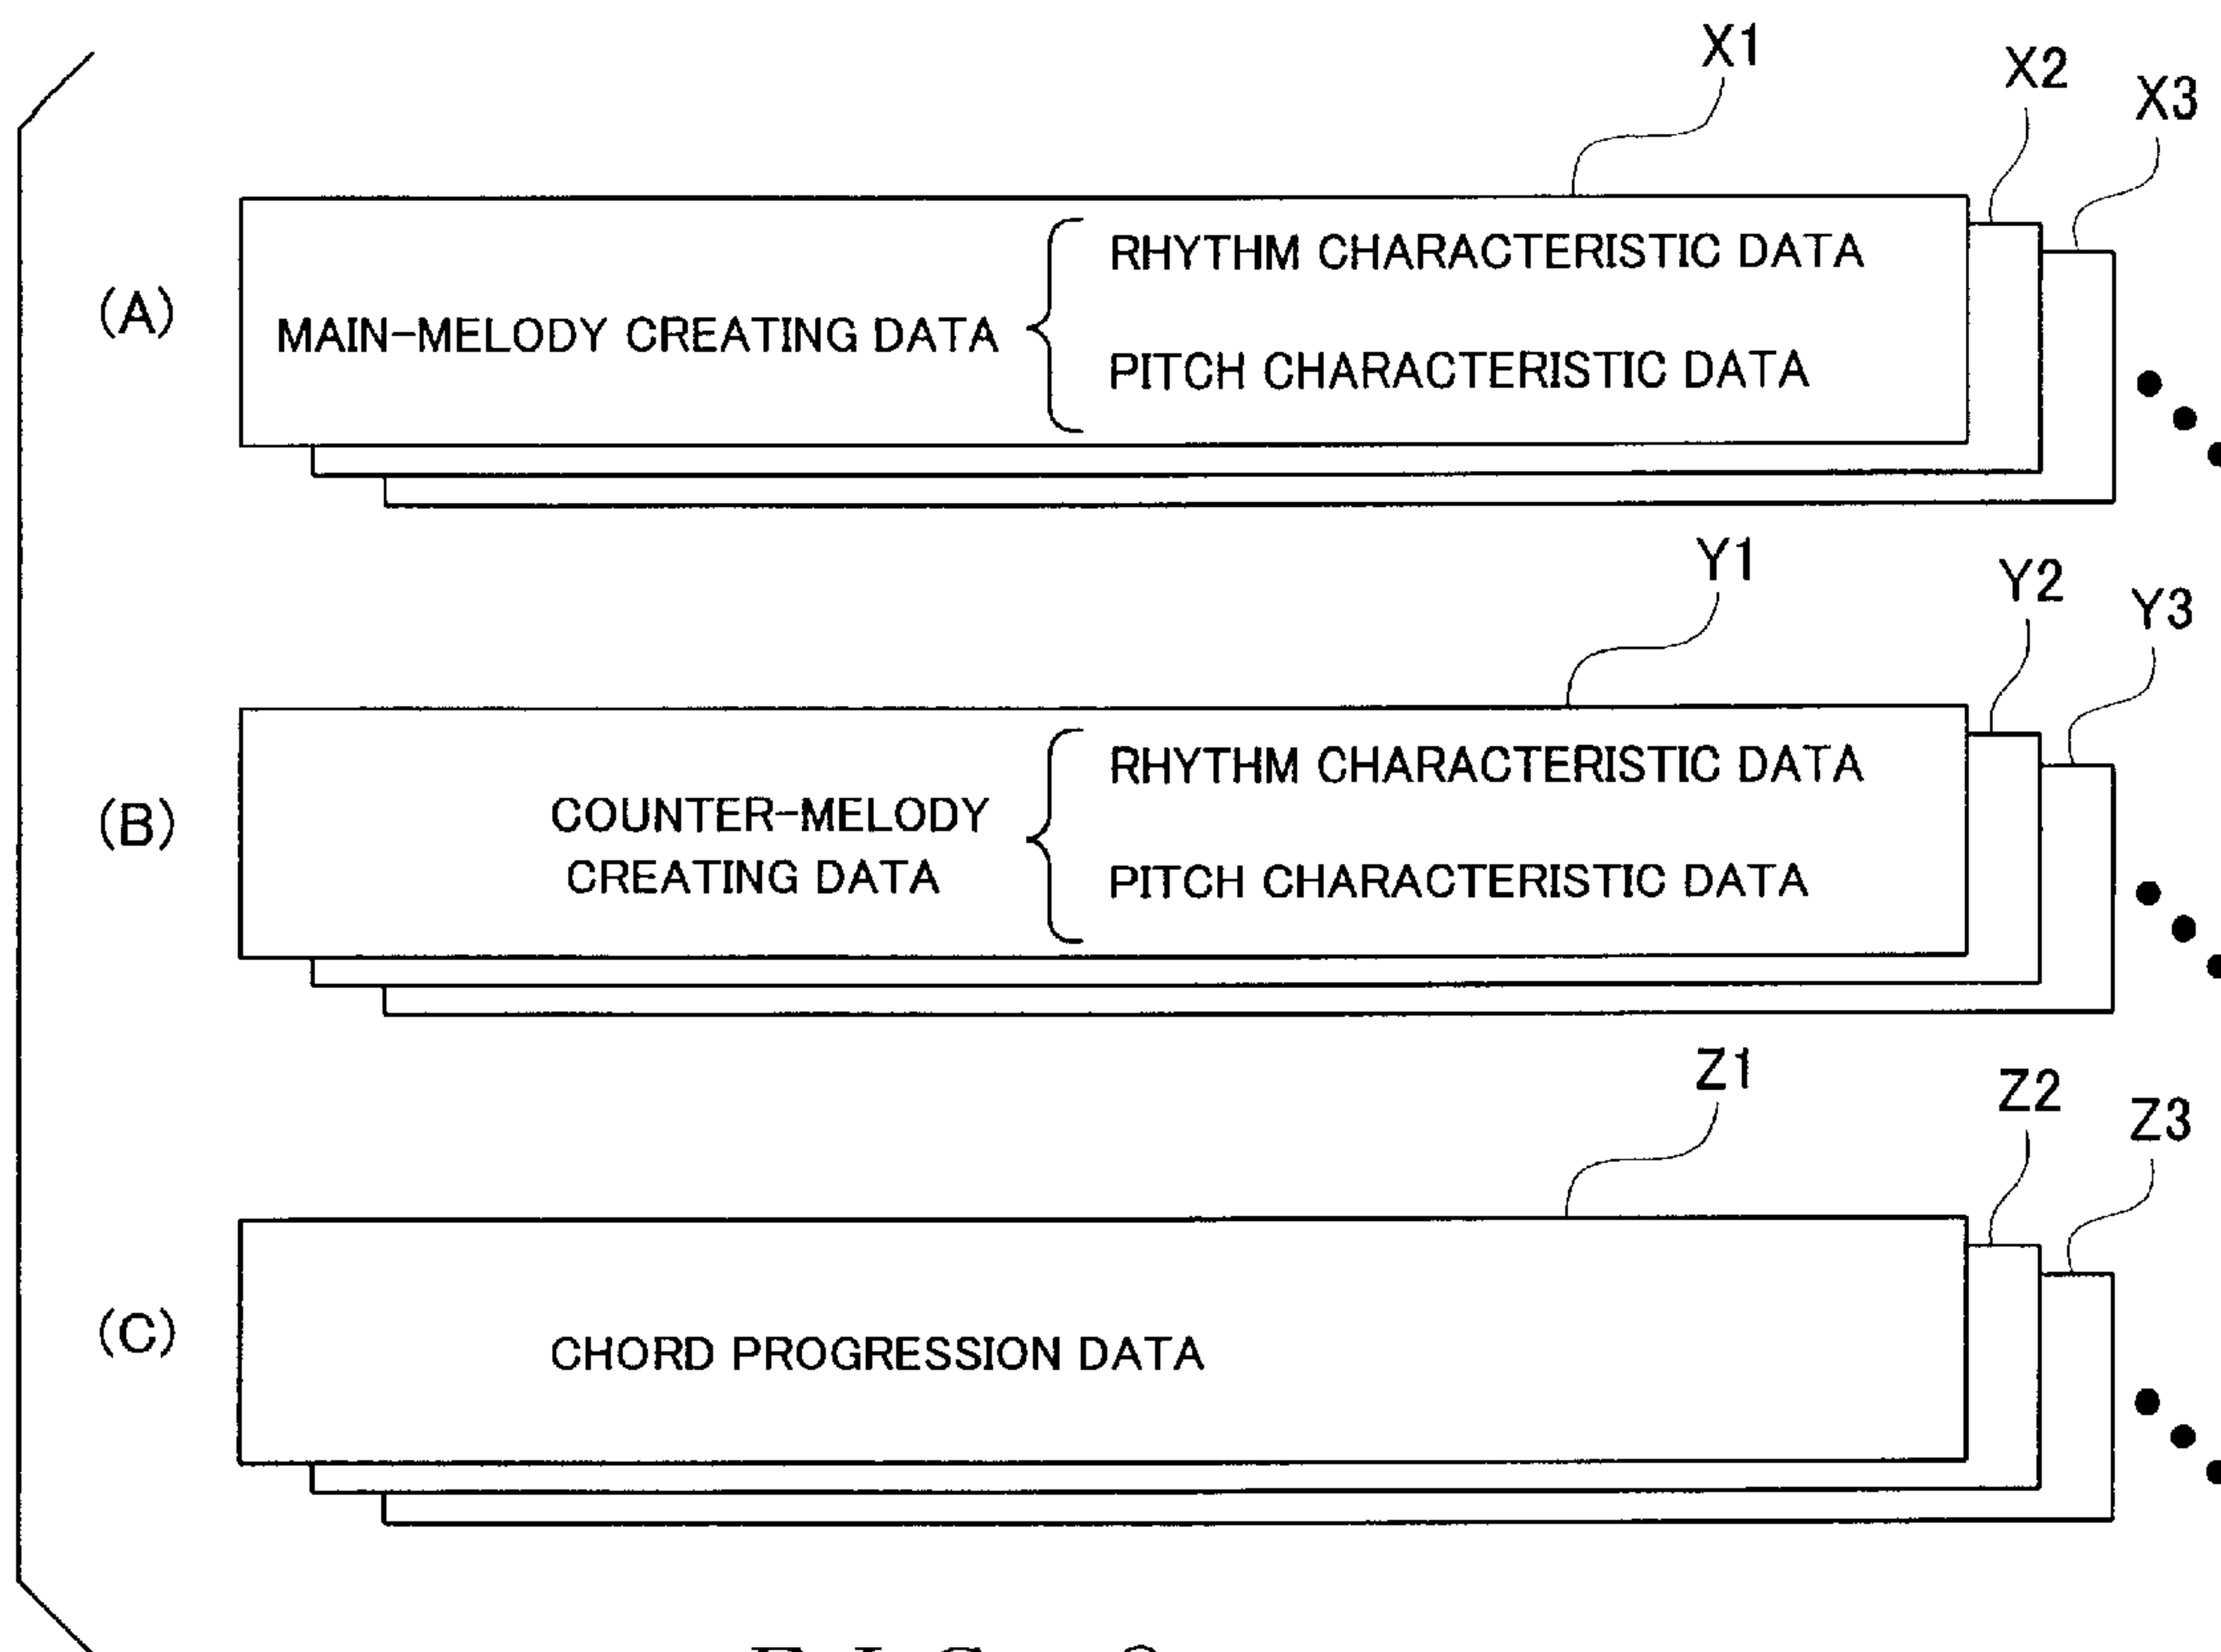 X1
X2
X3
(A)
MAIN-MELODY CREATING DATA
RHYTHM CHARACTERISTIC DATA
PITCH CHARACTERISTIC DATA
Y1
Y2
Y3
(B)
COUNTER-MELODY
CREATING DATA
RHYTHM CHARACTERISTIC DATA
PITCH CHARACTERISTIC DATA
Z1
Z2
Z3
(C)
CHORD PROGRESSION DATA